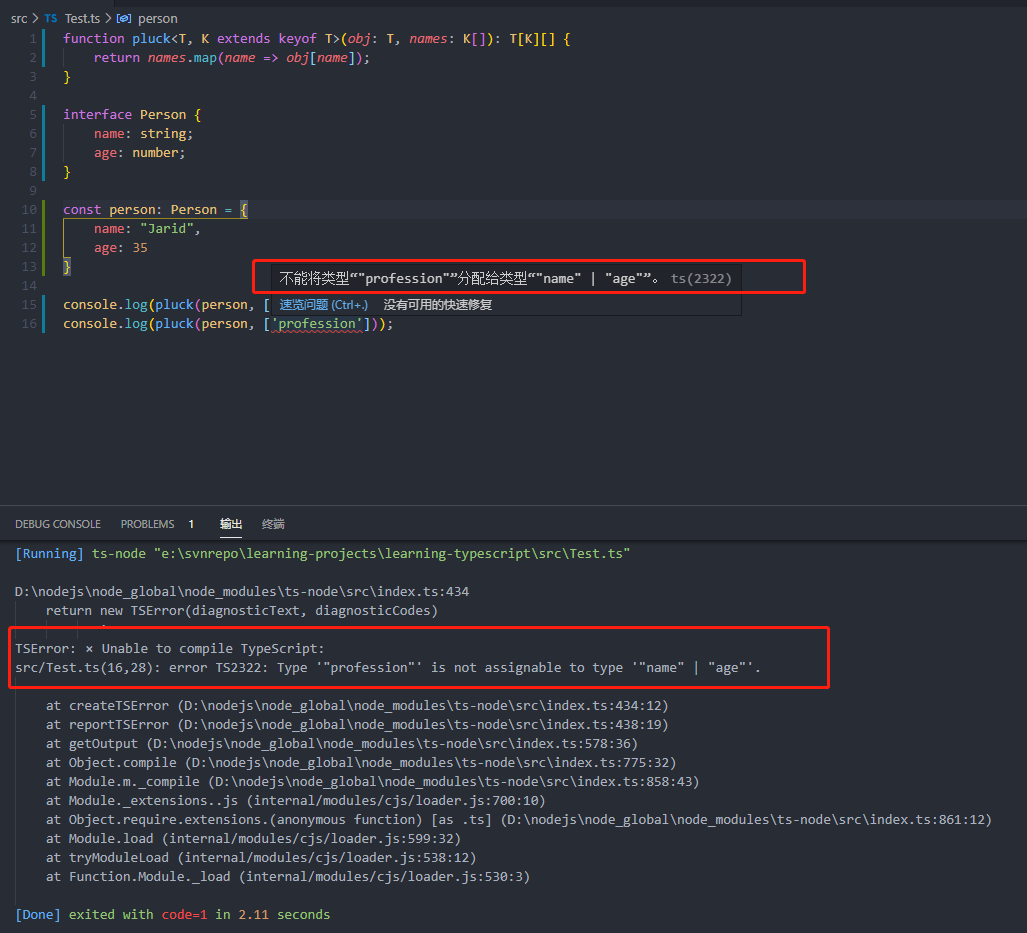 src > TS Test.ts > person
1 function pluck<T, K extends keyof T>(obj: T, names: K[]): T[K][] {
2 return names.map(name => obj[name]);
3 }
4
5 interface Person {
6 name: string;
7 age: number;
8 }
9
10 const person: Person = {
11 name: "Jarid",
12 age: 35
13 }
不能将类型“"profession"”分配给类型“"name" | "age"”。 ts(2322)
14
15 console.log(pluck(person, [
速览问题 (Ctrl+.) 没有可用的快速修复
16 console.log(pluck(person, ['profession']));
DEBUG CONSOLE PROBLEMS 1 输出 终端
[Running] ts-node "e:\svnrepo\learning-projects\learning-typescript\src\Test.ts"
D:\nodejs\node_global\node_modules\ts-node\src\index.ts:434
return new TSError(diagnosticText, diagnosticCodes)
TSError: × Unable to compile TypeScript:
src/Test.ts(16,28): error TS2322: Type '"profession"' is not assignable to type '"name" | "age"'.
at createTSError (D:\nodejs\node_global\node_modules\ts-node\src\index.ts:434:12)
at reportTSError (D:\nodejs\node_global\node_modules\ts-node\src\index.ts:438:19)
at getOutput (D:\nodejs\node_global\node_modules\ts-node\src\index.ts:578:36)
at Object.compile (D:\nodejs\node_global\node_modules\ts-node\src\index.ts:775:32)
at Module.m._compile (D:\nodejs\node_global\node_modules\ts-node\src\index.ts:858:43)
at Module._extensions..js (internal/modules/cjs/loader.js:700:10)
at Object.require.extensions.(anonymous function) [as .ts] (D:\nodejs\node_global\node_modules\ts-node\src\index.ts:861:12)
at Module.load (internal/modules/cjs/loader.js:599:32)
at tryModuleLoad (internal/modules/cjs/loader.js:538:12)
at Function.Module._load (internal/modules/cjs/loader.js:530:3)
[Done] exited with code=1 in 2.11 seconds